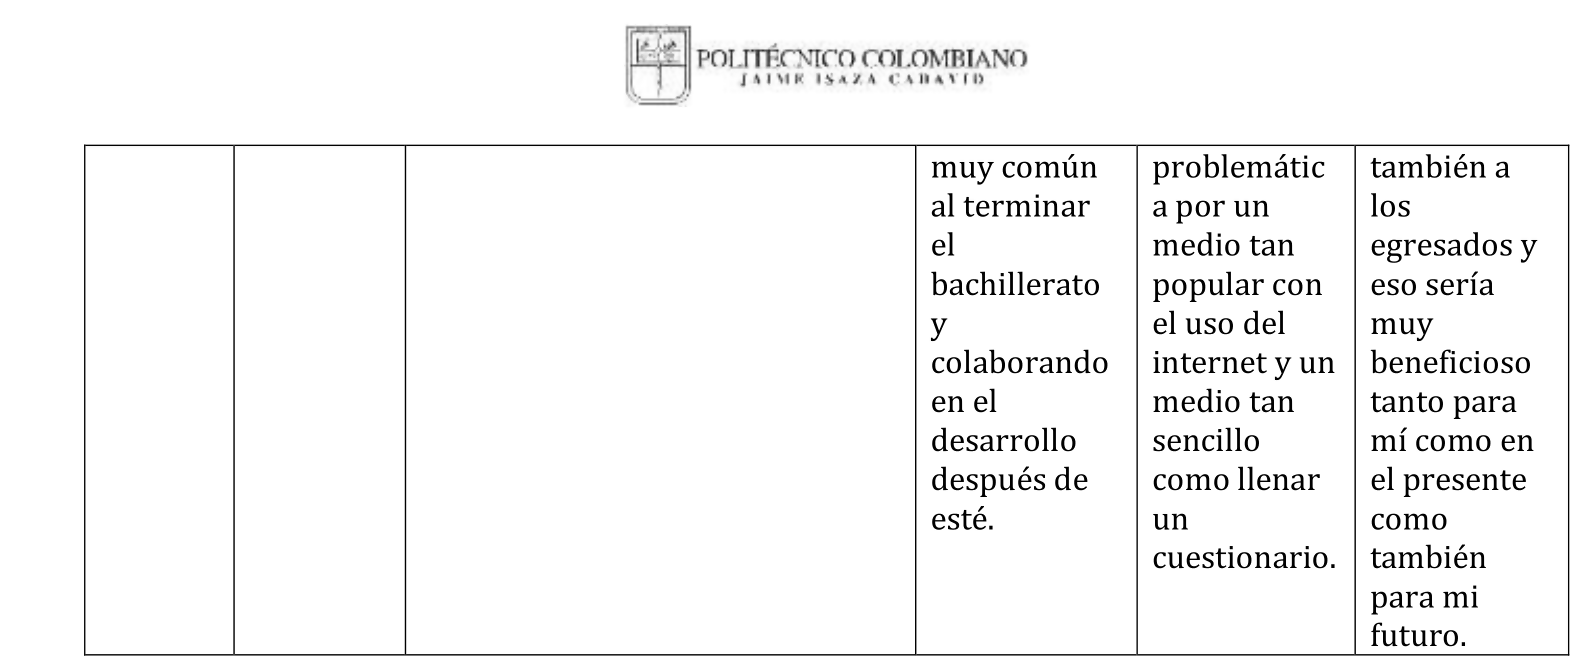 POLITÉCNICO COLOMBIANO
JAIME ISAZA CADAVID
muy común
al terminar
el
bachillerato
y
colaborando
en el
desarrollo
después de
esté.
problemátic
a por un
medio tan
popular con
el uso del
internet y un
medio tan
sencillo
como llenar
un
cuestionario.
también a
los
egresados y
eso sería
muy
beneficioso
tanto para
mí como en
el presente
como
también
para mi
futuro.